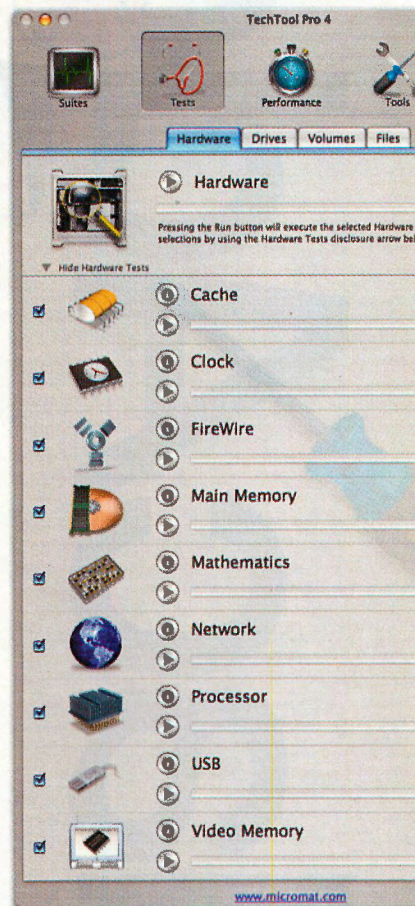 TechTool Pro 4
Suites
Tests
Performance
Tools
Hardware Drives Volumes Files
Hardware
Pressing the Run button will execute the selected Hardware
selections by using the Hardware Tests disclosure arrow bel
Hide Hardware Tests
Cache
Clock
FireWire
Main Memory
Mathematics
Network
Processor
USB
Video Memory
www.micromat.com